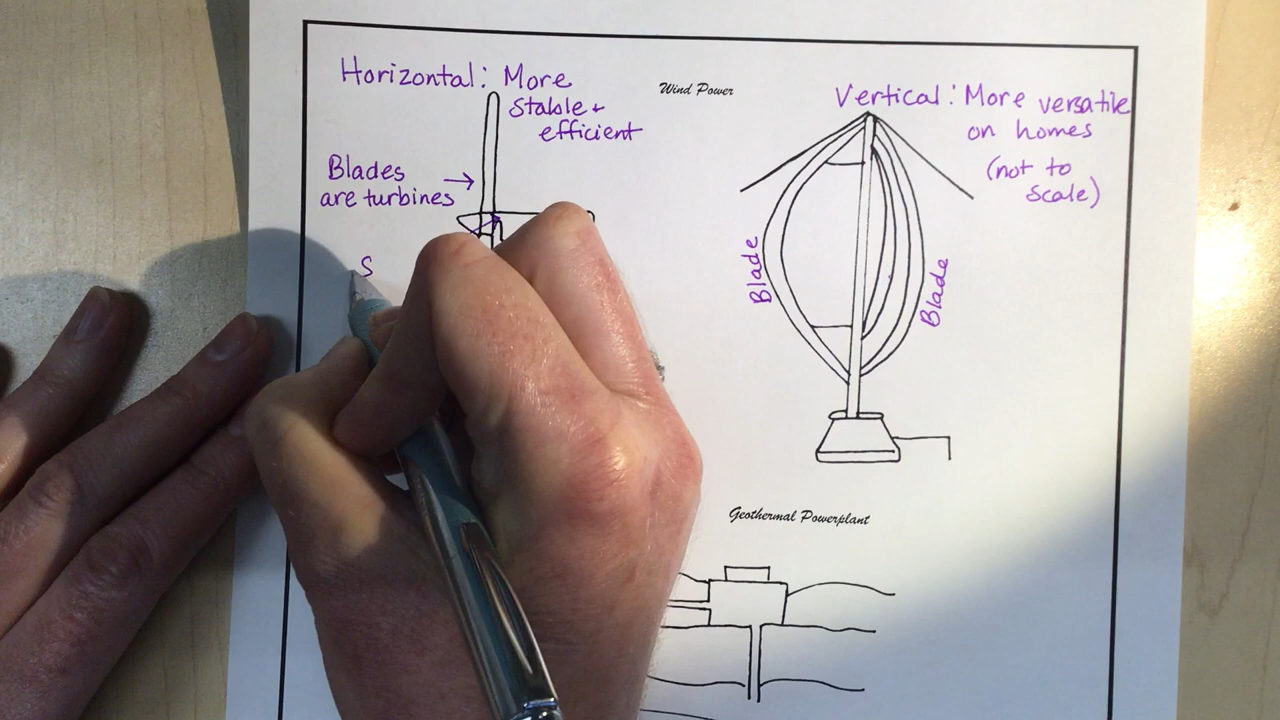 Horizontal: More
Stable +
efficient
Wind Power
Vertical: More versatile
on homes
(not to
scale)
Blades
are turbines
S
Blade
Blade
Geothermal Powerplant